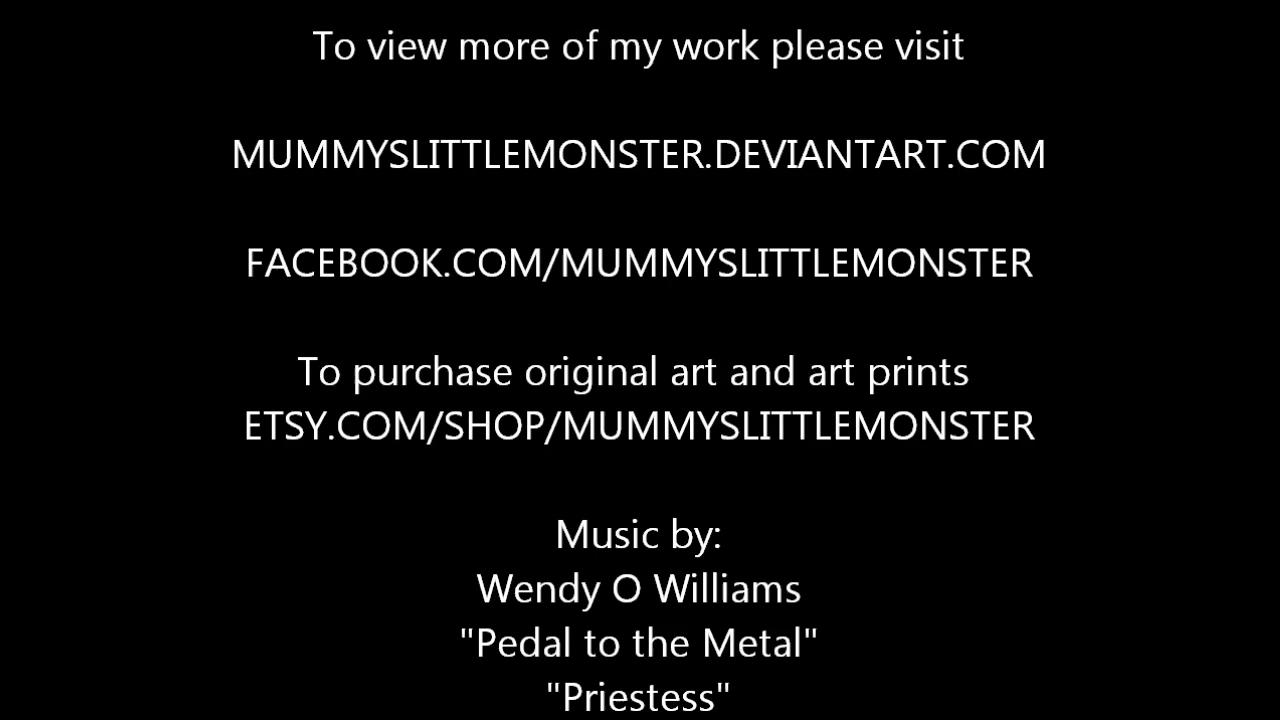 To view more of my work please visit
MUMMYSLITTLEMONSTER.DEVIANTART.COM
FACEBOOK.COM/MUMMYSLITTLEMONSTER
To purchase original art and art prints
ETSY.COM/SHOP/MUMMYSLITTLEMONSTER
Music by:
Wendy O Williams
"Pedal to the Metal"
"Priestess"